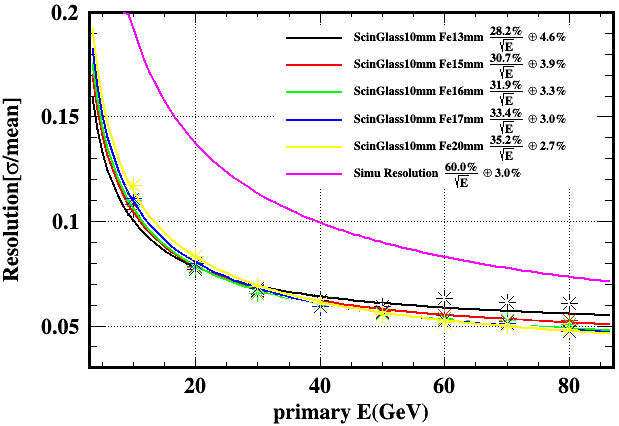 0.2
0.15
0.1
0.05
Resolution[σ/mean]
ScinGlass10mm Fe13mm 28.2%/√E ⊕ 4.6%
ScinGlass10mm Fe15mm 30.7%/√E ⊕ 3.9%
ScinGlass10mm Fe16mm 31.9%/√E ⊕ 3.3%
ScinGlass10mm Fe17mm 33.4%/√E ⊕ 3.0%
ScinGlass10mm Fe20mm 35.2%/√E ⊕ 2.7%
Simu Resolution 60.0%/√E ⊕ 3.0%
20 40 60 80
primary E(GeV)